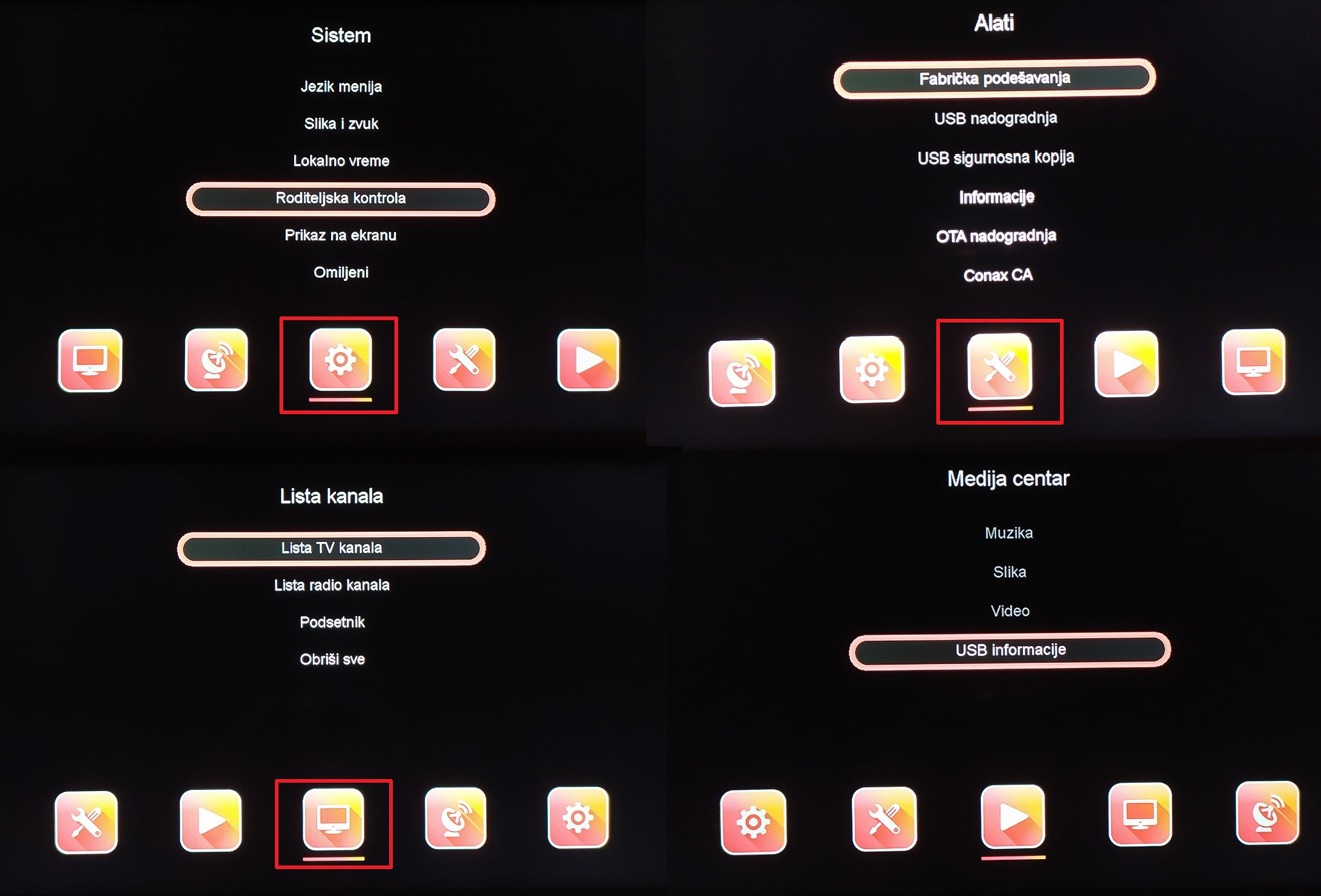 Sistem
Jezik menija
Slika i zvuk
Lokalno vreme
Roditeljska kontrola
Prikaz na ekranu
Omiljeni
Alati
Fabrička podešavanja
USB nadogradnja
USB sigurnosna kopija
Informacije
OTA nadogradnja
Conax CA
Lista kanala
Lista TV kanala
Lista radio kanala
Podsetnik
Obriši sve
Medija centar
Muzika
Slika
Video
USB informacije